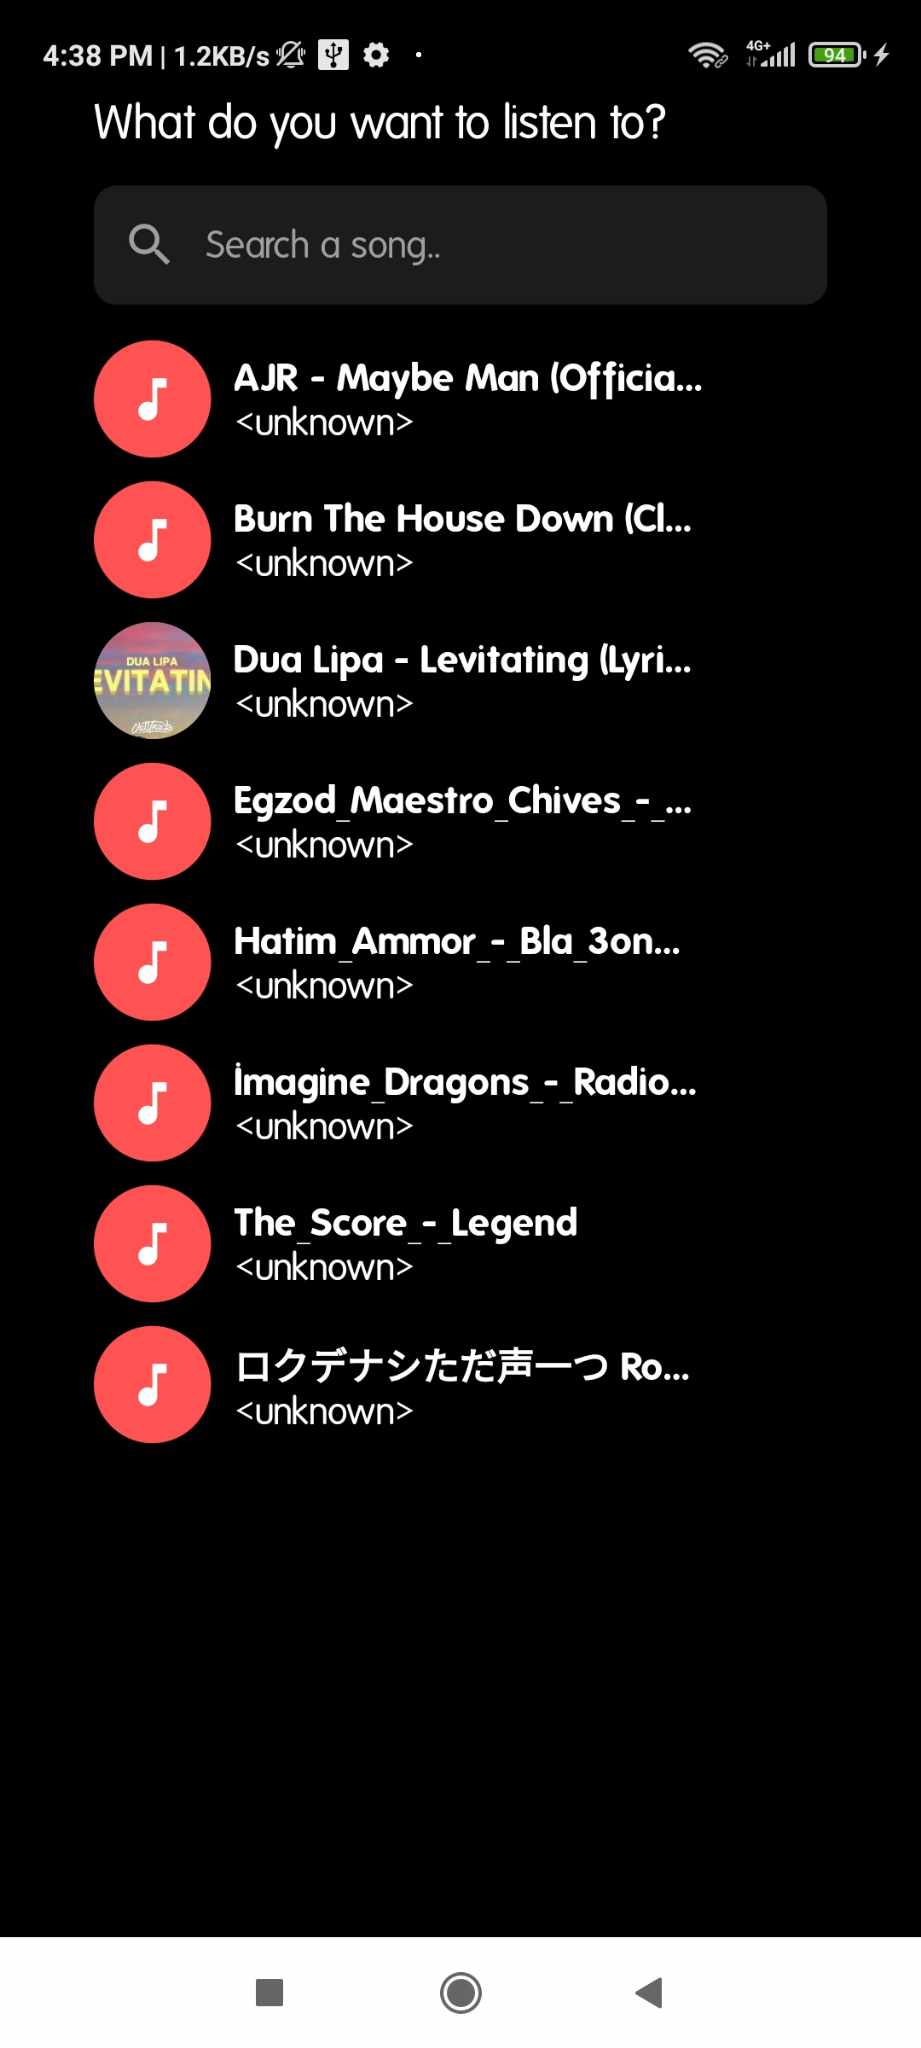 4:38 PM | 1.2KB/s
4G+
94
What do you want to listen to?
Search a song..
AJR - Maybe Man (Officia...
<unknown>
Burn The House Down (Cl...
<unknown>
DUA LIPA
EVITATIN
Dua Lipa - Levitating (Lyri...
<unknown>
Egzod_Maestro_Chives_-_...
<unknown>
Hatim_Ammor_-_Bla_3on...
<unknown>
İmagine_Dragons_-_Radio...
<unknown>
The_Score_-_Legend
<unknown>
ロクデナシただ声一つ Ro...
<unknown>